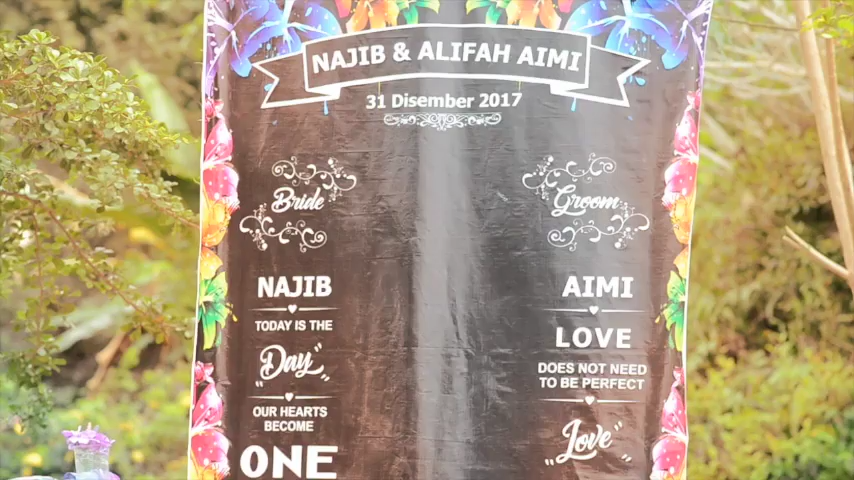 NAJIB & ALIFAH AIMI
31 Disember 2017
Bride
NAJIB
TODAY IS THE
"Day"
OUR HEARTS
BECOME
ONE
Groom
AIMI
LOVE
DOES NOT NEED
TO BE PERFECT
"Love"